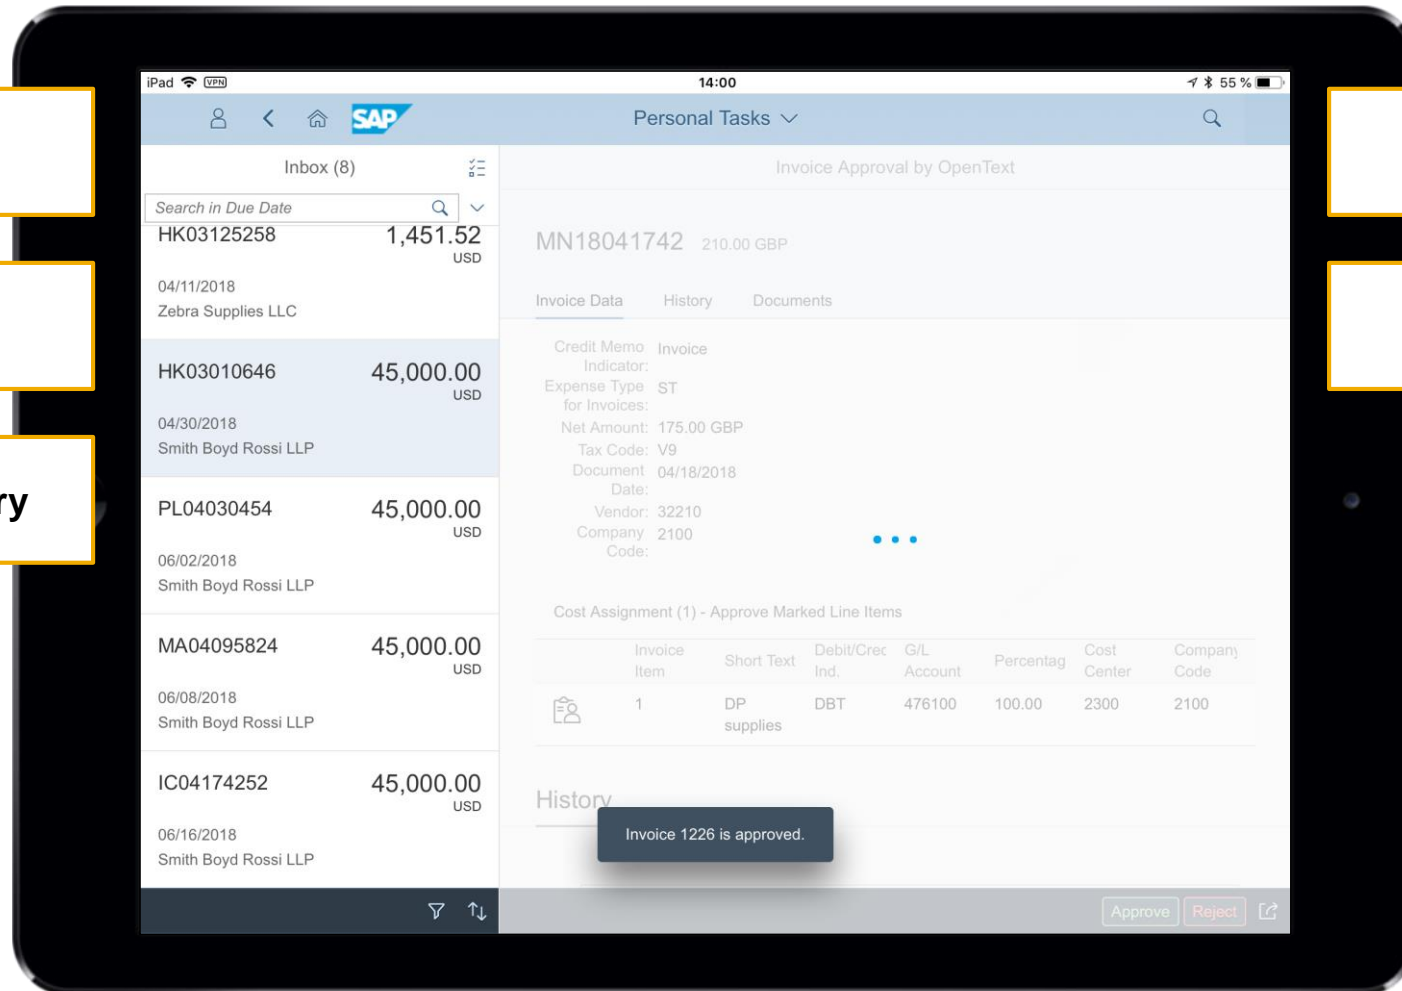 iPad VPN 14:00 55 %
SAP Personal Tasks
Inbox (8)
Search in Due Date
HK03125258 1,451.52
USD
04/11/2018
Zebra Supplies LLC
HK03010646 45,000.00
USD
04/30/2018
Smith Boyd Rossi LLP
PL04030454 45,000.00
USD
06/02/2018
Smith Boyd Rossi LLP
MA04095824 45,000.00
USD
06/08/2018
Smith Boyd Rossi LLP
IC04174252 45,000.00
USD
06/16/2018
Smith Boyd Rossi LLP
Invoice Approval by OpenText
MN18041742 210.00 GBP
Invoice Data History Documents
Credit Memo Invoice
Indicator:
Expense Type ST
for Invoices:
Net Amount: 175.00 GBP
Tax Code: V9
Document 04/18/2018
Date:
Vendor: 32210
Company 2100
Code:
Cost Assignment (1) - Approve Marked Line Items
Invoice Debit/Cred G/L Cost Company
Item Short Text Ind. Account Percentag Center Code
1 DP DBT 476100 100.00 2300 2100
supplies
History
Invoice 1226 is approved.
Approve Reject
ry